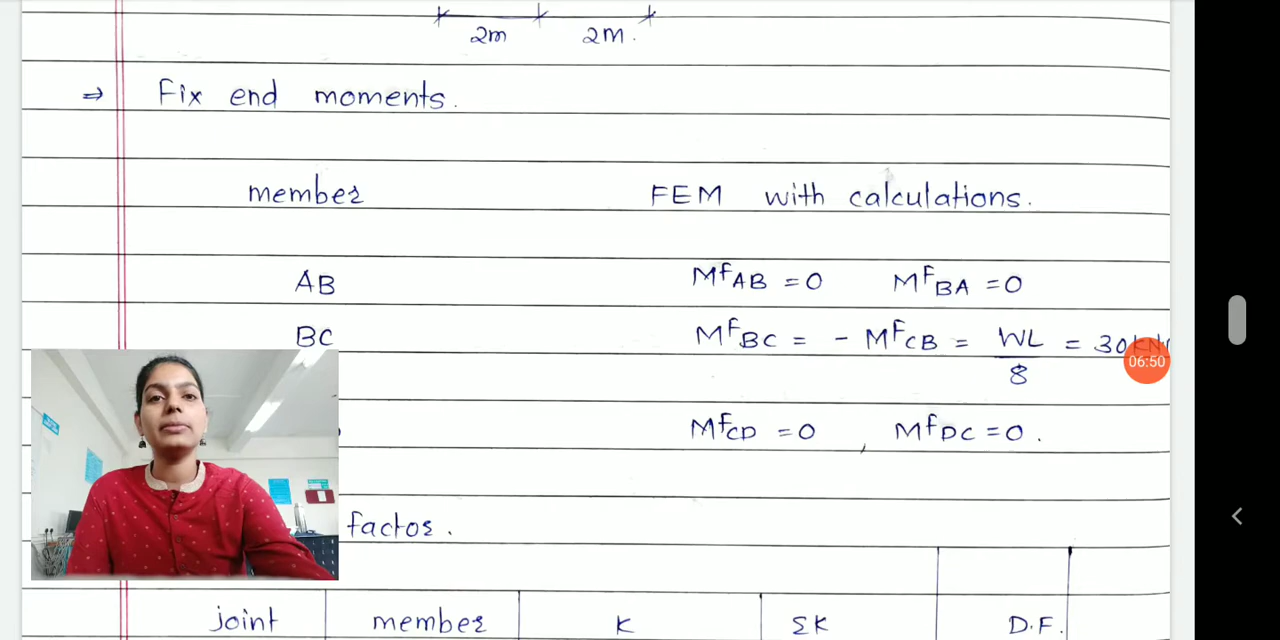 2m 2m.
⇒ Fix end moments.
member FEM with calculations.
AB MFAB = 0 MFBA = 0
BC MFBC = - MFCB = WL/8 = 30
06:50
MFCD = 0 , MFDC = 0 .
factor.
joint member K ΣK D.F.